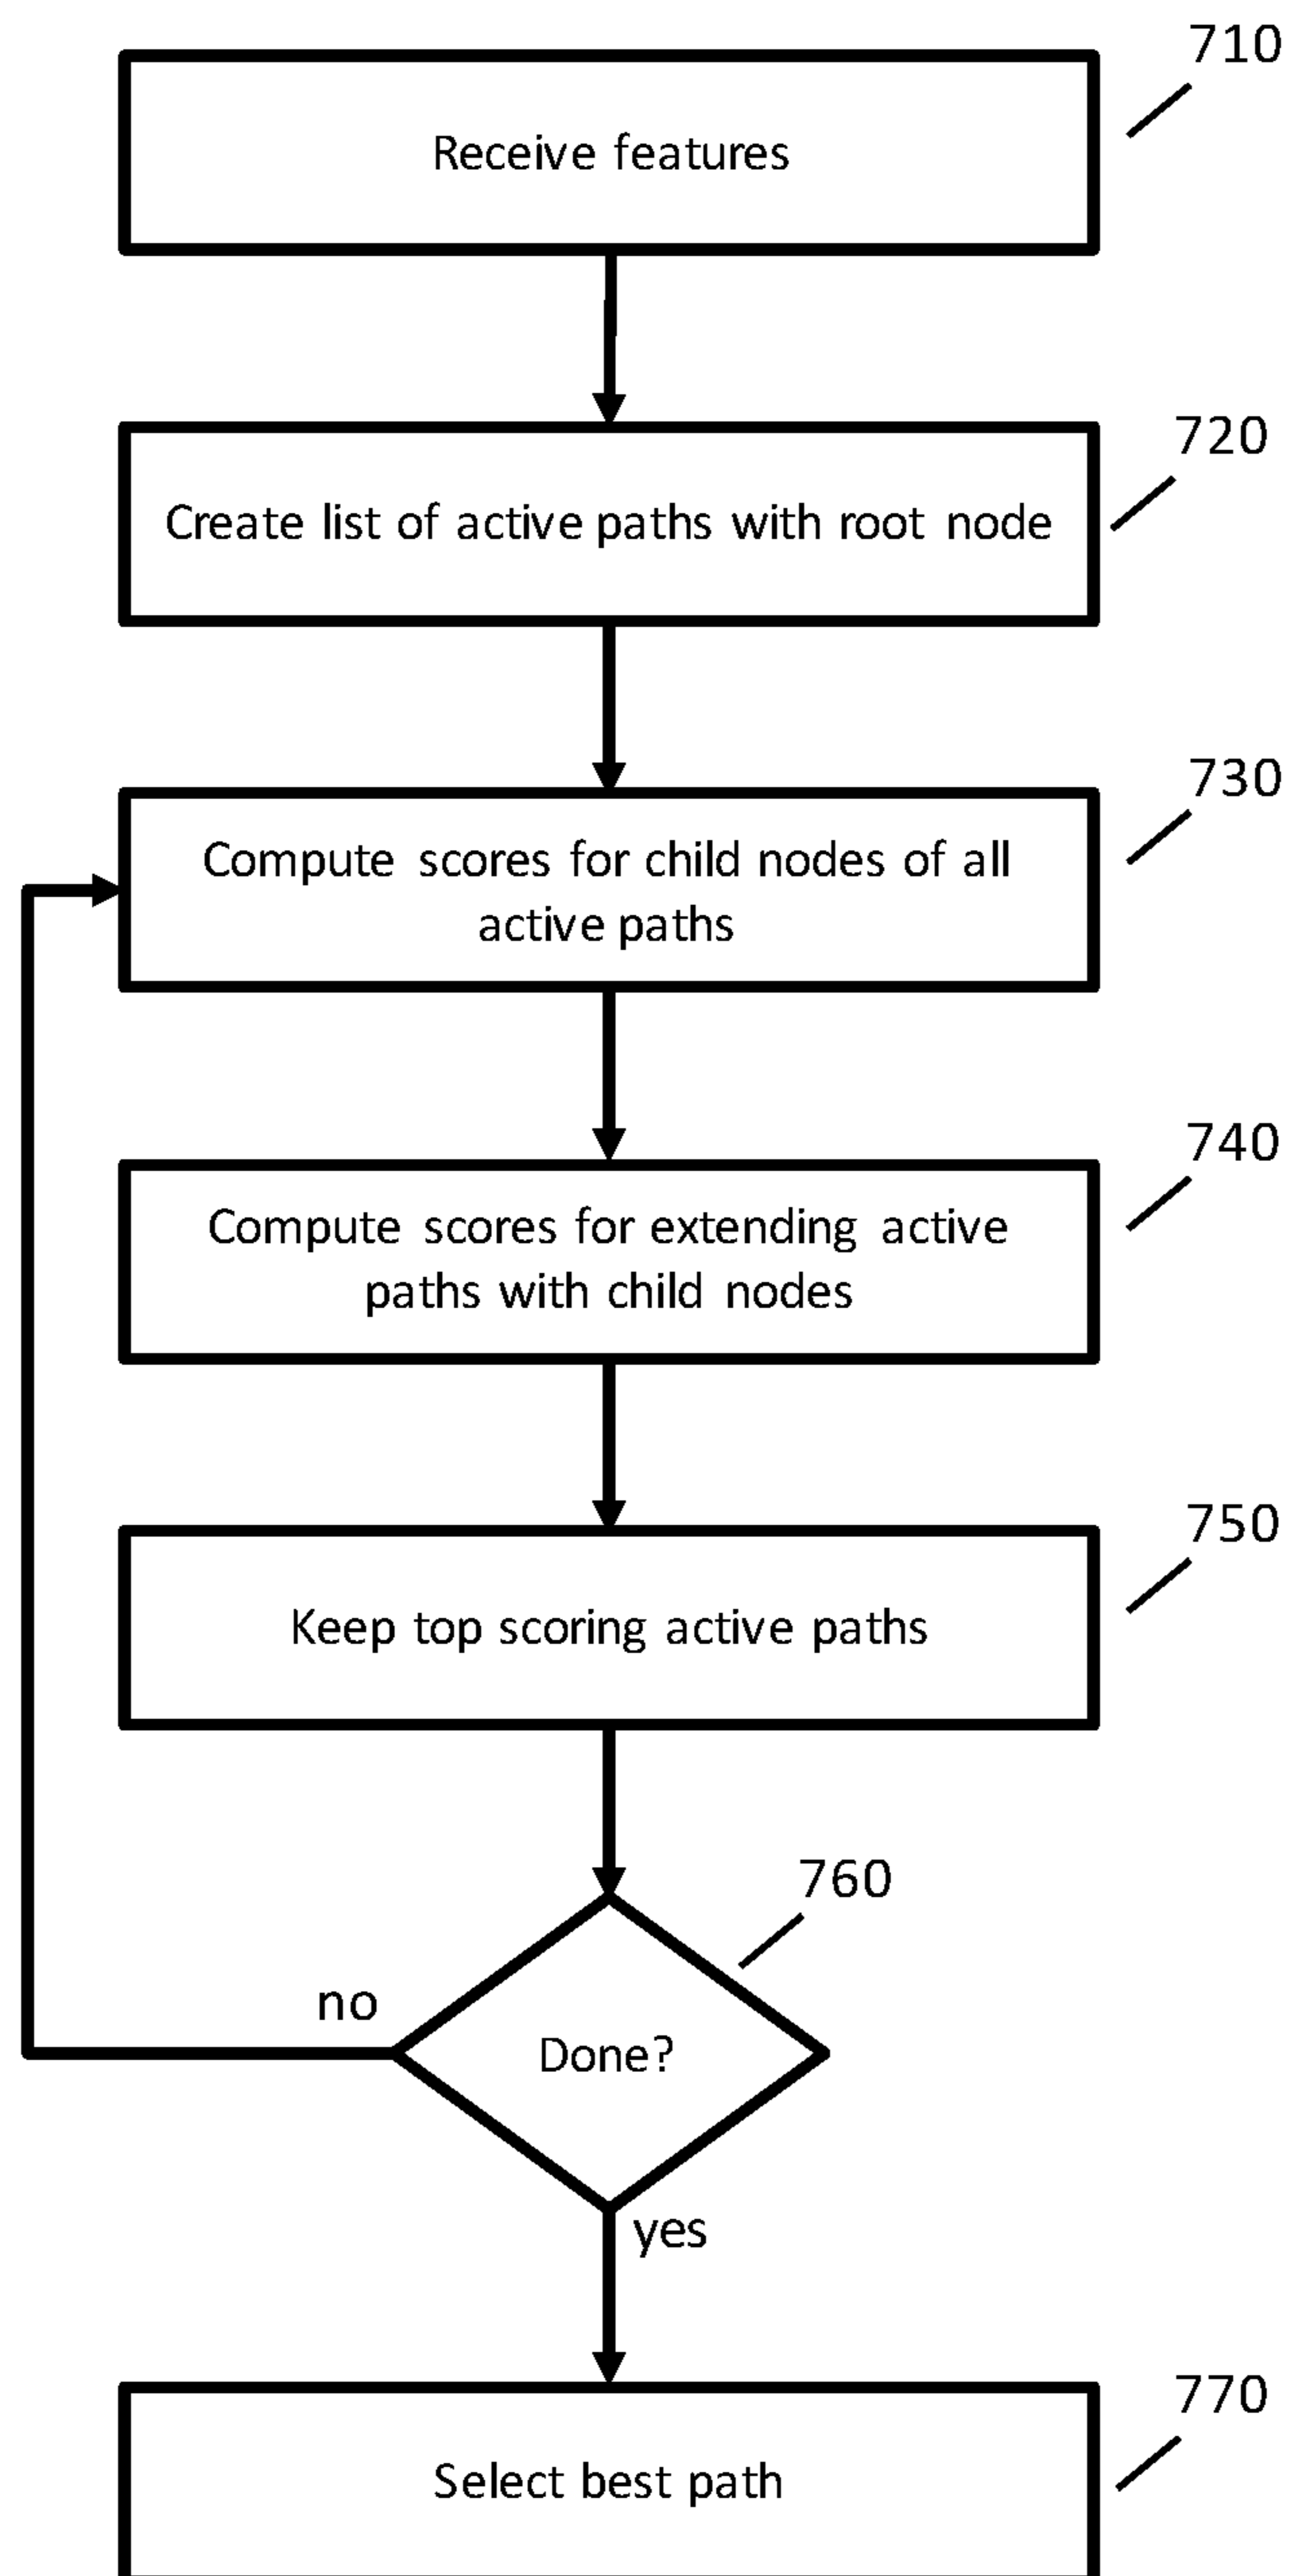 710
Receive features
720
Create list of active paths with root node
730
Compute scores for child nodes of all
active paths
740
Compute scores for extending active
paths with child nodes
750
Keep top scoring active paths
760
no
Done?
yes
770
Select best path